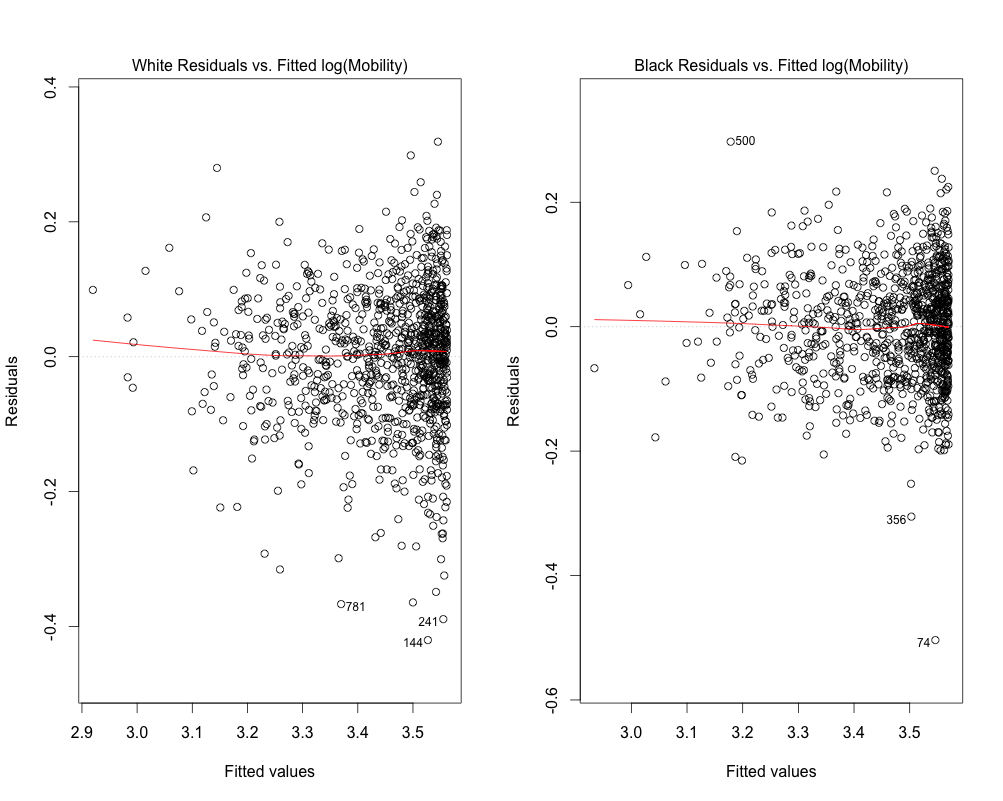 White Residuals vs. Fitted log(Mobility)
Residuals
0.4
0.2
0.0
-0.2
-0.4
781
241
144
2.9 3.0 3.1 3.2 3.3 3.4 3.5
Fitted values
Black Residuals vs. Fitted log(Mobility)
Residuals
0.2
0.0
-0.2
-0.4
-0.6
500
356
74
3.0 3.1 3.2 3.3 3.4 3.5
Fitted values